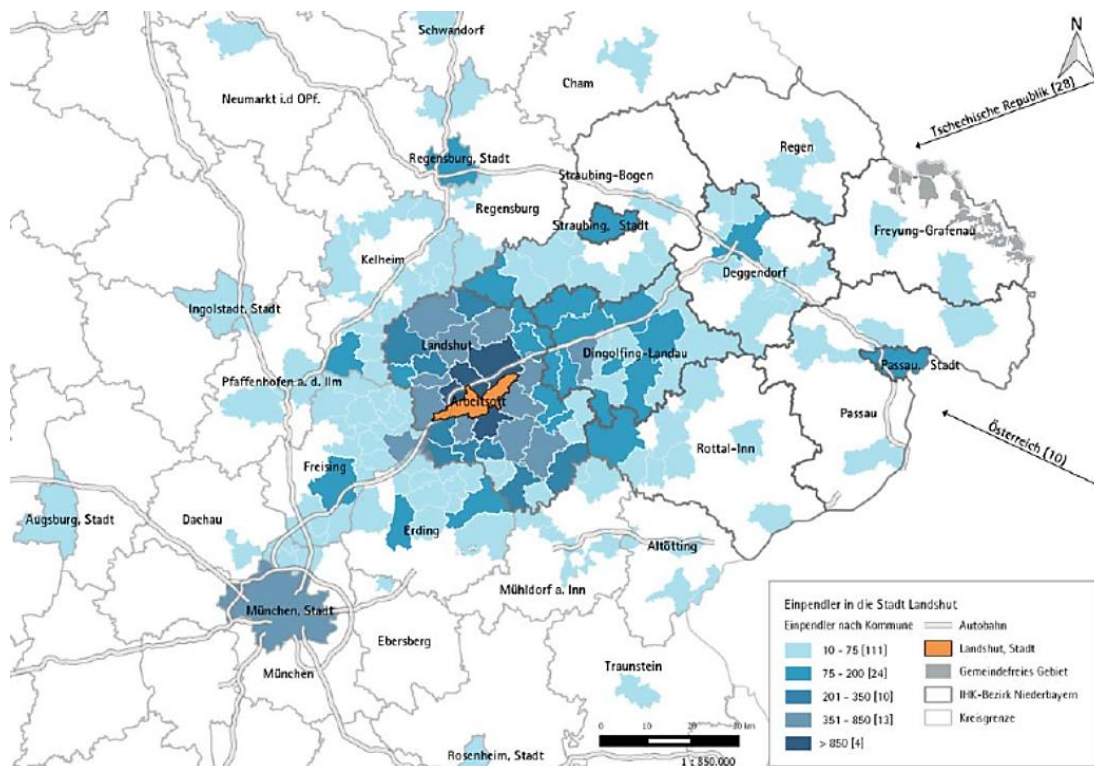 Schwandorf
N
Cham
Neumarkt i.d OPf.
Tschechische Republik [28]
Regensburg, Stadt
Regen
Straubing-Bogen
Regensburg
Straubing, Stadt
Freyung-Grafenau
Kelheim
Deggendorf
Ingolstadt, Stadt
Landshut
Dingolfing-Landau
Passau, Stadt
Pfaffenhofen a. d. Ilm
Arbeitsort
Passau
Österreich [10]
Rottal-Inn
Freising
Augsburg, Stadt
Dachau
Erding
Altötting
Mühldorf a. Inn
München, Stadt
Ebersberg
München
Traunstein
Rosenheim, Stadt
0 10 20 30 km
1 : 850.000
Einpendler in die Stadt Landshut
Einpendler nach Kommune
10 - 75 [111]
75 - 200 [24]
201 - 350 [10]
351 - 850 [13]
> 850 [4]
Autobahn
Landshut, Stadt
Gemeindefreies Gebiet
IHK-Bezirk Niederbayern
Kreisgrenze